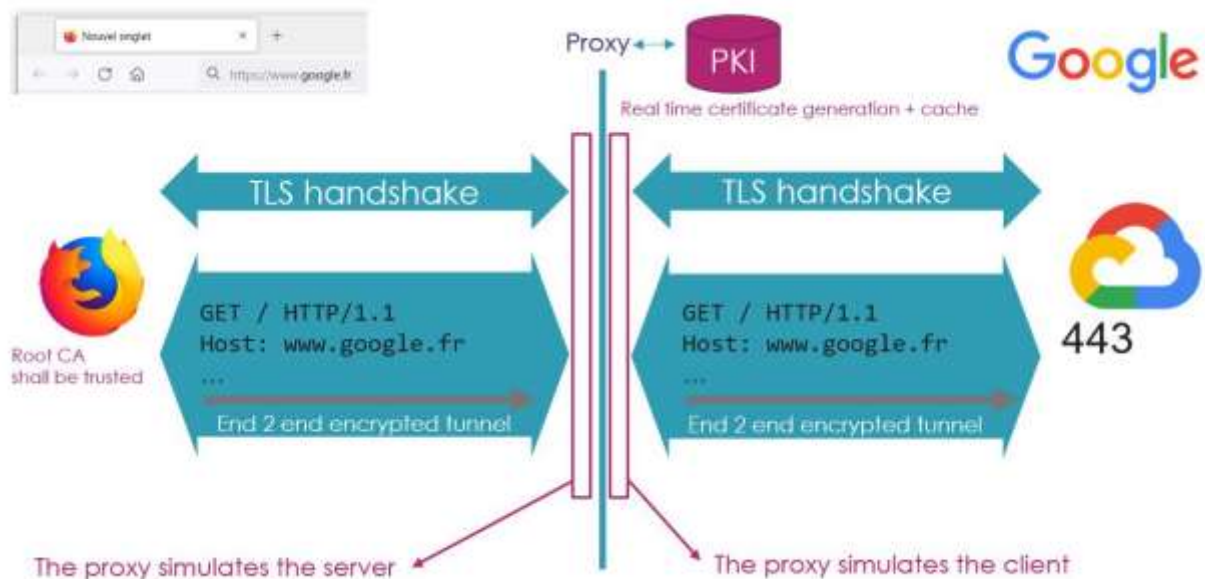 Nouvel onglet
https://www.google.fr
Proxy
PKI
Real time certificate generation + cache
Google
TLS handshake
TLS handshake
GET / HTTP/1.1
Host: www.google.fr
...
End 2 end encrypted tunnel
GET / HTTP/1.1
Host: www.google.fr
...
End 2 end encrypted tunnel
Root CA
shall be trusted
443
The proxy simulates the server
The proxy simulates the client